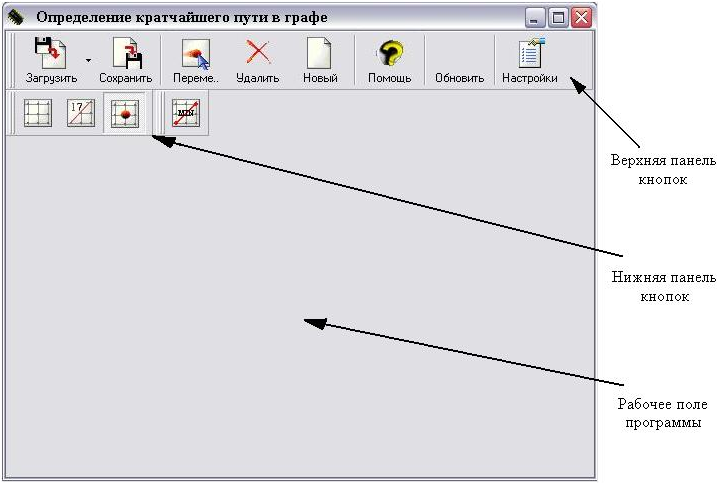 Определение кратчайшего пути в графе
Загрузить Сохранить Переме.. Удалить Новый Помощь Обновить Настройки
17 MIN
Верхняя панель
кнопок
Нижняя панель
кнопок
Рабочее поле
программы